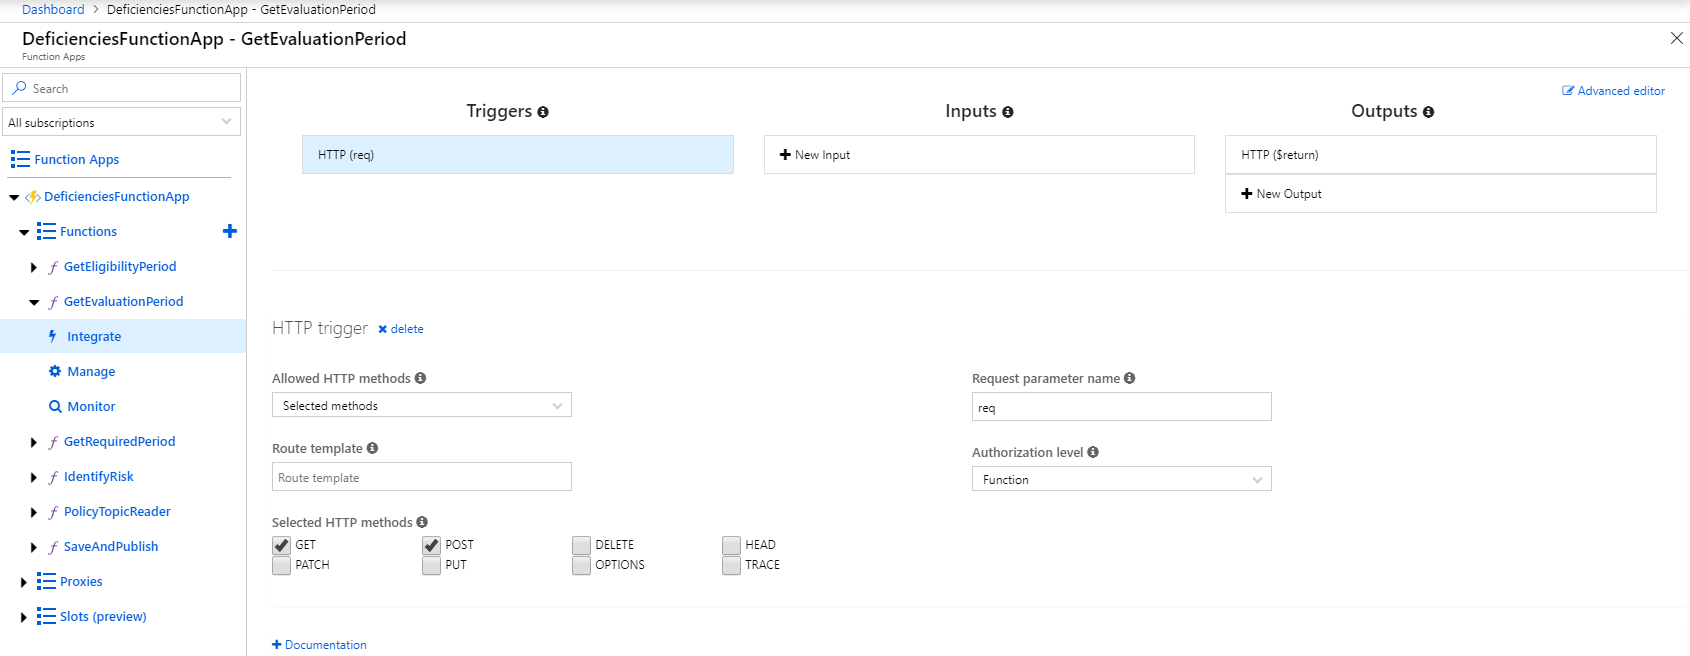 Dashboard > DeficienciesFunctionApp - GetEvaluationPeriod
DeficienciesFunctionApp - GetEvaluationPeriod
Function Apps
Search
All subscriptions
Function Apps
DeficienciesFunctionApp
Functions
GetEligibilityPeriod
GetEvaluationPeriod
Integrate
Manage
Monitor
GetRequiredPeriod
IdentifyRisk
PolicyTopicReader
SaveAndPublish
Proxies
Slots (preview)
Advanced editor
Triggers
HTTP (req)
Inputs
New Input
Outputs
HTTP ($return)
New Output
HTTP trigger delete
Allowed HTTP methods
Selected methods
Request parameter name
req
Route template
Route template
Authorization level
Function
Selected HTTP methods
GET POST DELETE HEAD
PATCH PUT OPTIONS TRACE
Documentation